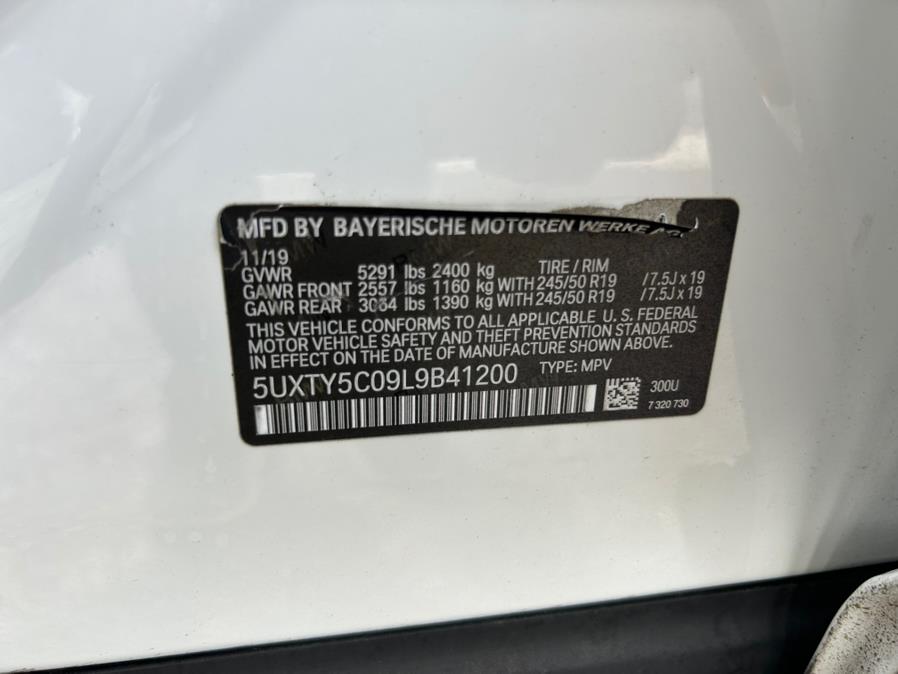 MFD BY BAYERISCHE MOTOREN WERKE
11/19
GVWR 5291 lbs 2400 kg TIRE / RIM
GAWR FRONT 2557 lbs 1160 kg WITH 245/50 R19 /7.5J x 19
GAWR REAR 3064 lbs 1390 kg WITH 245/50 R19 /7.5J x 19
THIS VEHICLE CONFORMS TO ALL APPLICABLE U. S. FEDERAL
MOTOR VEHICLE SAFETY AND THEFT PREVENTION STANDARDS
IN EFFECT ON THE DATE OF MANUFACTURE SHOWN ABOVE.
5UXTY5C09L9B41200 TYPE: MPV
300U
7 320 730